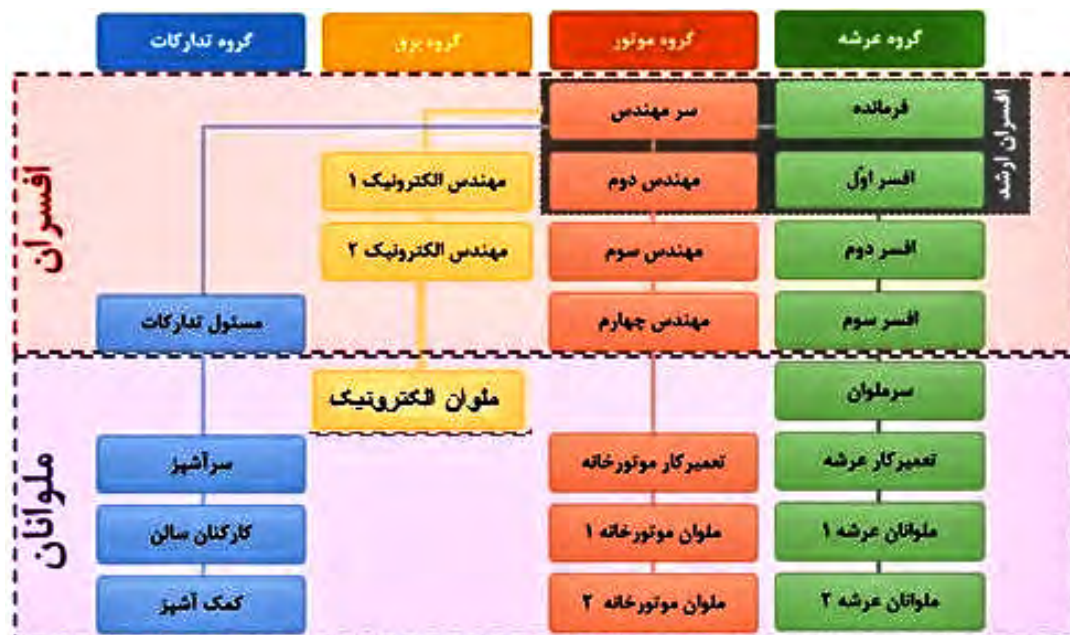 گروه عرشه
گروه موتور
گروه برق
گروه تدارکات
افسران ارشد
افسران
فرمانده
سر مهندس
افسر اوّل
مهندس دوم
مهندس الکترونیک ۱
افسر دوم
مهندس سوم
مهندس الکترونیک ۲
افسر سوم
مهندس چهارم
مسئول تدارکات
ملوانان
سرملوان
ملوان الکترونیک
تعمیرکار عرشه
تعمیرکار موتورخانه
سرآشپز
ملوانان عرشه ۱
ملوان موتورخانه ۱
کارکنان سالن
ملوانان عرشه ۲
ملوان موتورخانه ۲
کمک آشپز